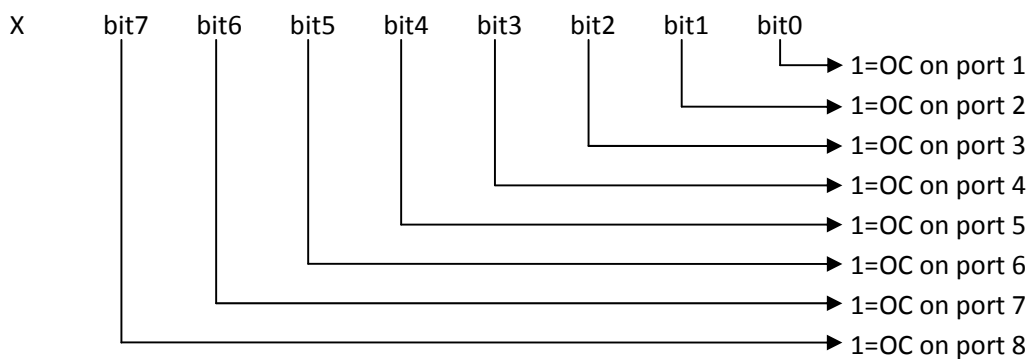 X bit7 bit6 bit5 bit4 bit3 bit2 bit1 bit0
1=OC on port 1
1=OC on port 2
1=OC on port 3
1=OC on port 4
1=OC on port 5
1=OC on port 6
1=OC on port 7
1=OC on port 8